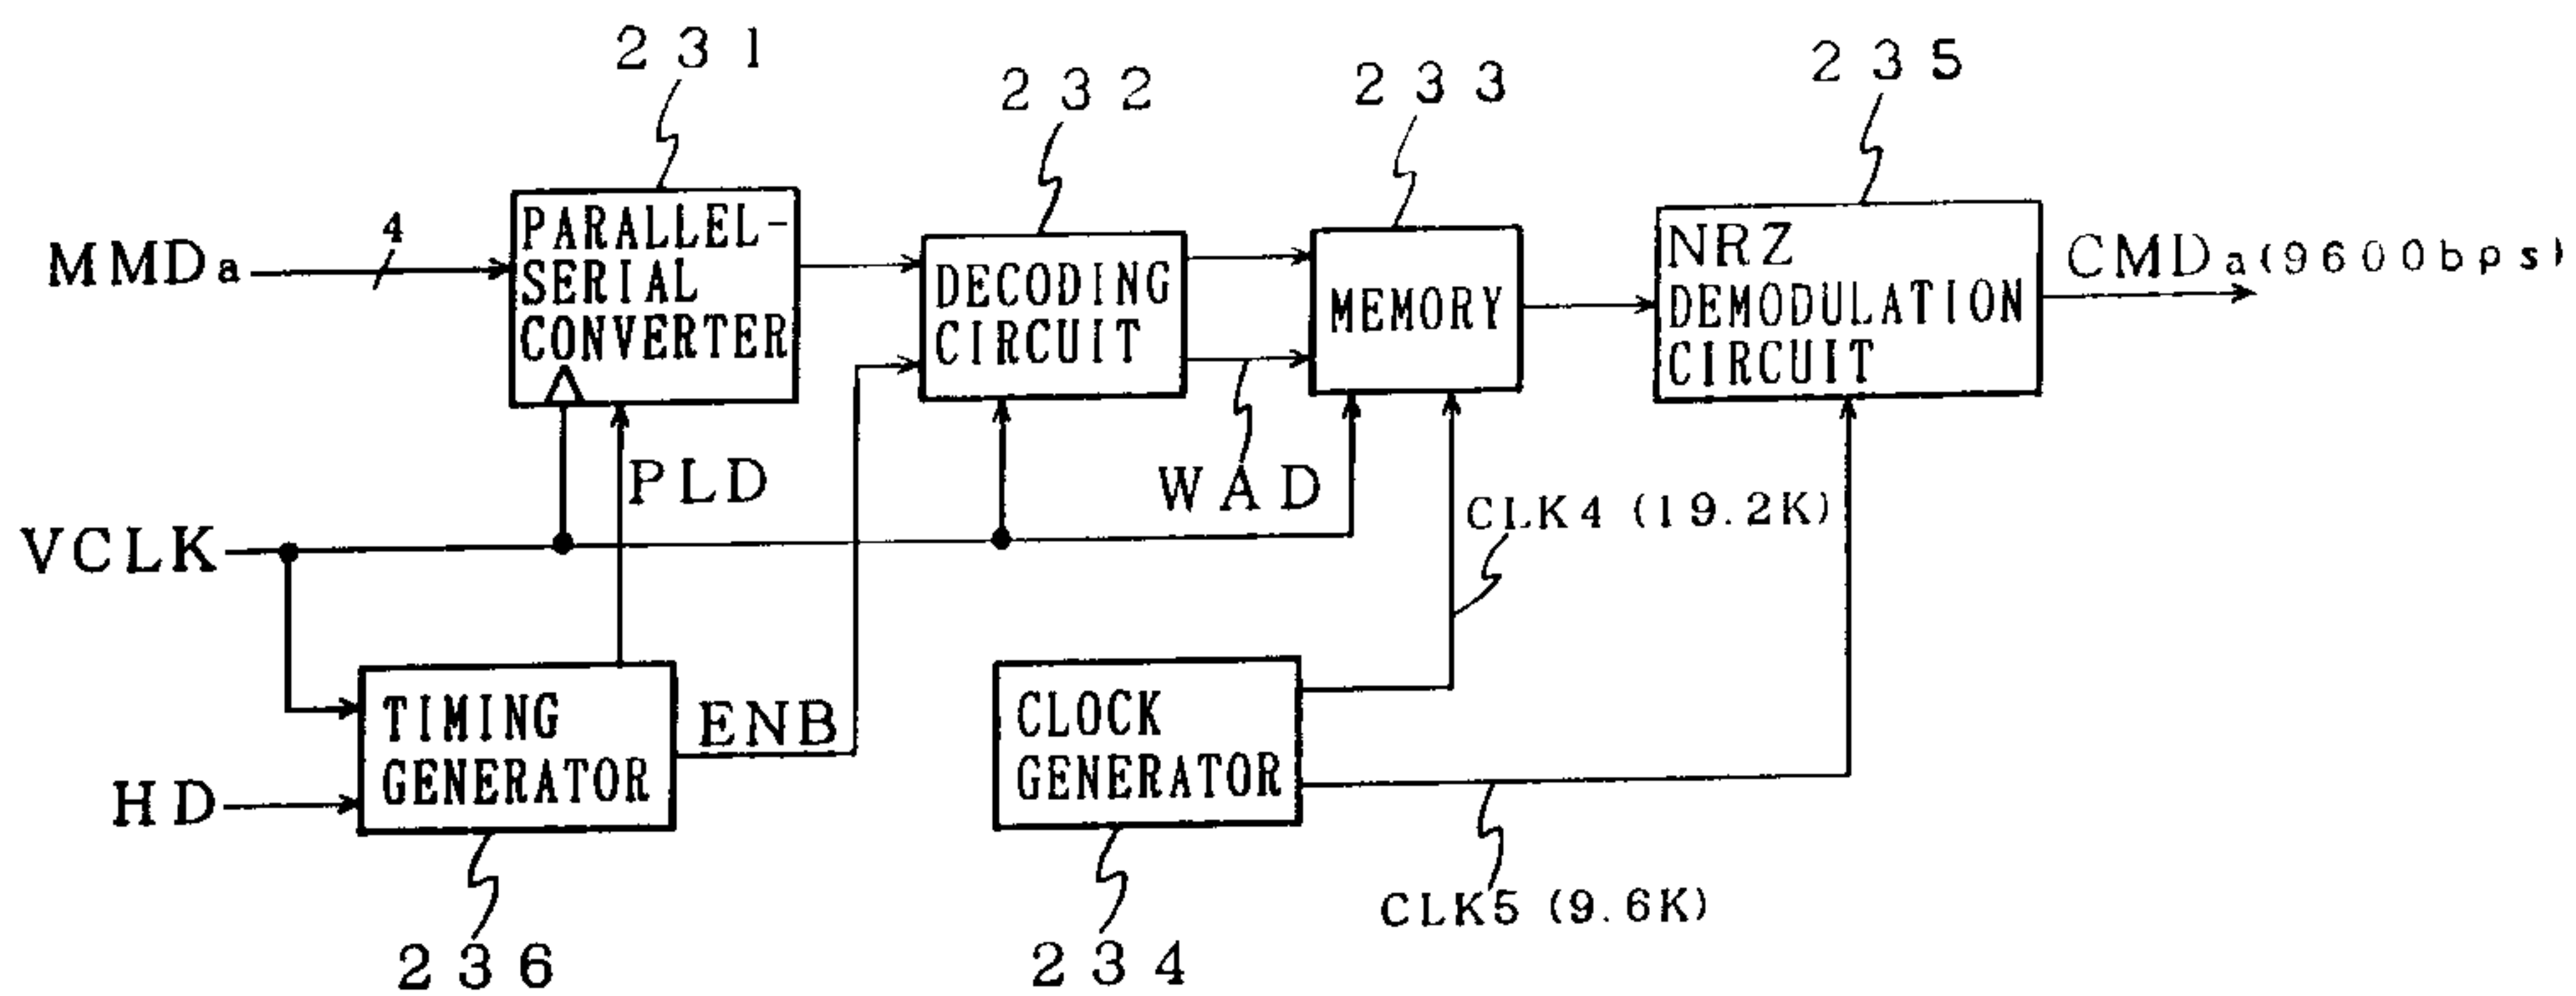 231
232
233
235
MMDa
4
PARALLEL-
SERIAL
CONVERTER
DECODING
CIRCUIT
MEMORY
NRZ
DEMODULATION
CIRCUIT
CMDa (9600bps)
PLD
WAD
CLK4 (19.2K)
VCLK
TIMING
GENERATOR
ENB
CLOCK
GENERATOR
HD
CLK5 (9.6K)
236
234